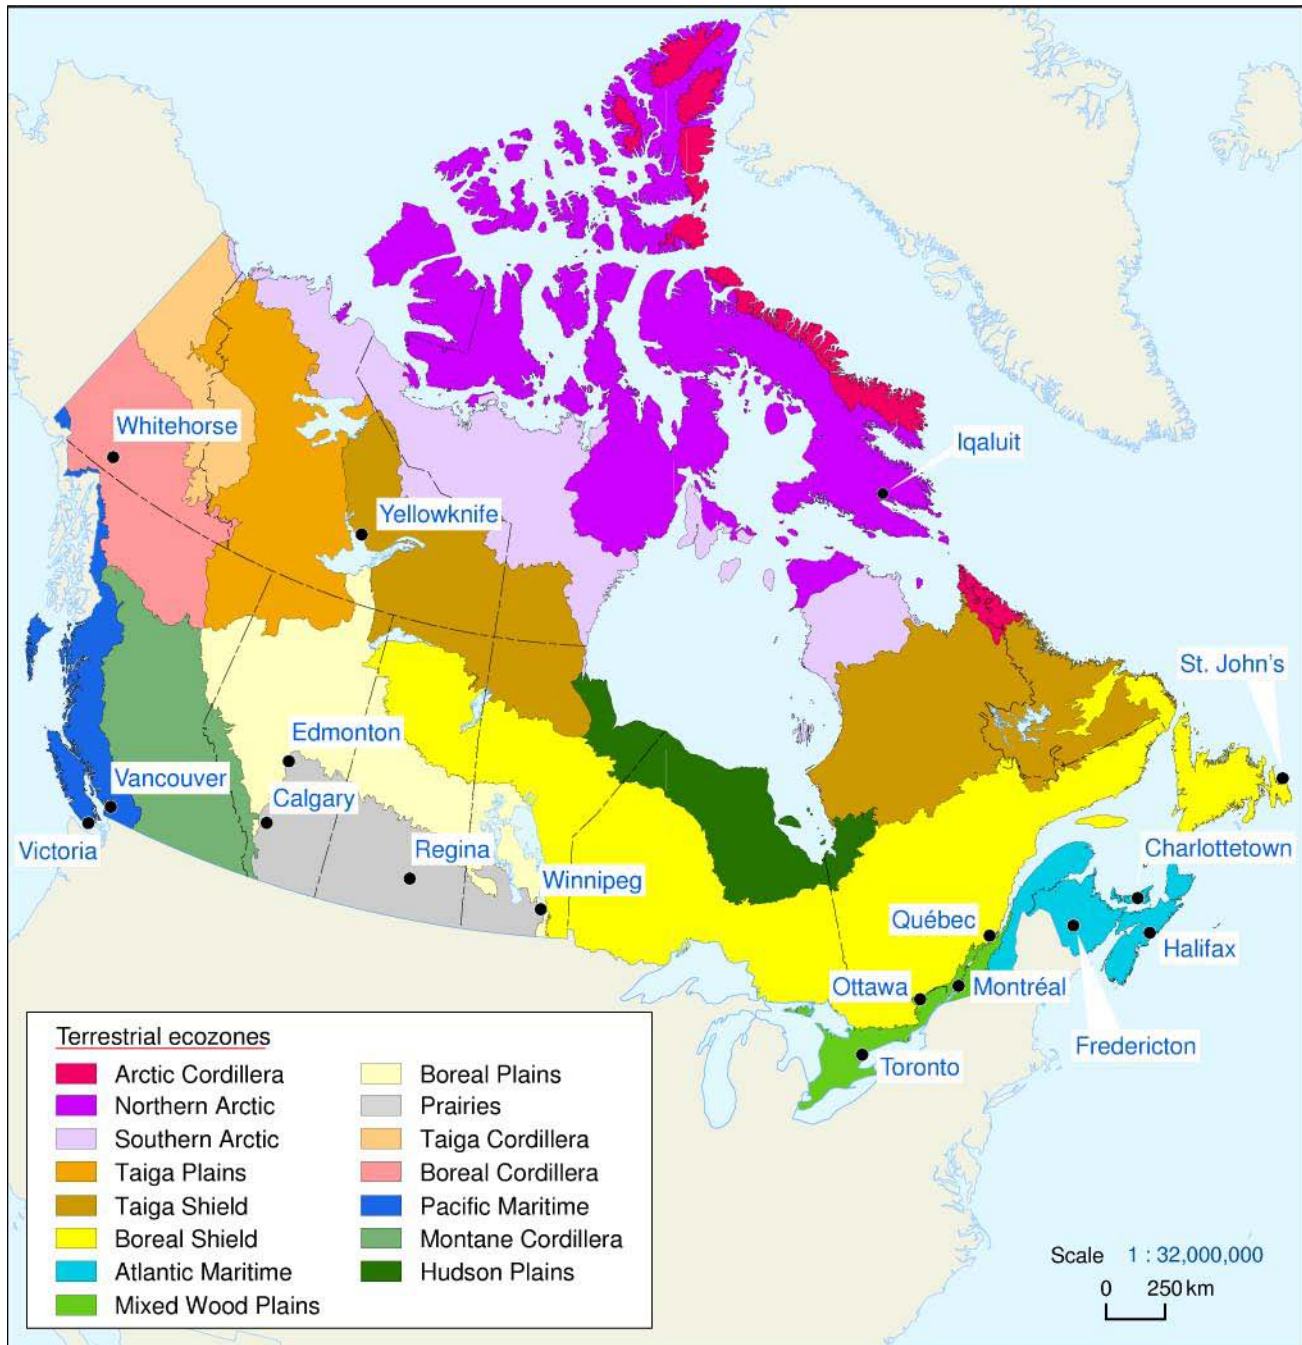 Whitehorse
Iqaluit
Yellowknife
St. John's
Edmonton
Vancouver
Calgary
Victoria
Regina
Winnipeg
Charlottetown
Québec
Halifax
Ottawa
Montréal
Fredericton
Toronto
Terrestrial ecozones
Arctic Cordillera
Northern Arctic
Southern Arctic
Taiga Plains
Taiga Shield
Boreal Shield
Atlantic Maritime
Mixed Wood Plains
Boreal Plains
Prairies
Taiga Cordillera
Boreal Cordillera
Pacific Maritime
Montane Cordillera
Hudson Plains
Scale 1 : 32,000,000
0 250 km